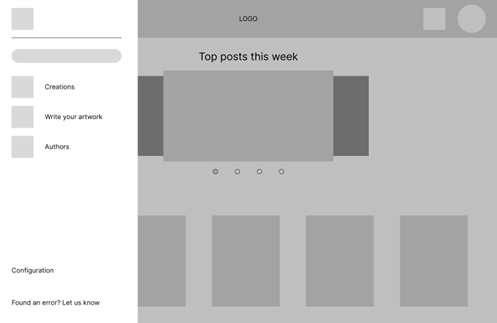 LOGO
Top posts this week
Creations
Write your artwork
Authors
Configuration
Found an error? Let us know